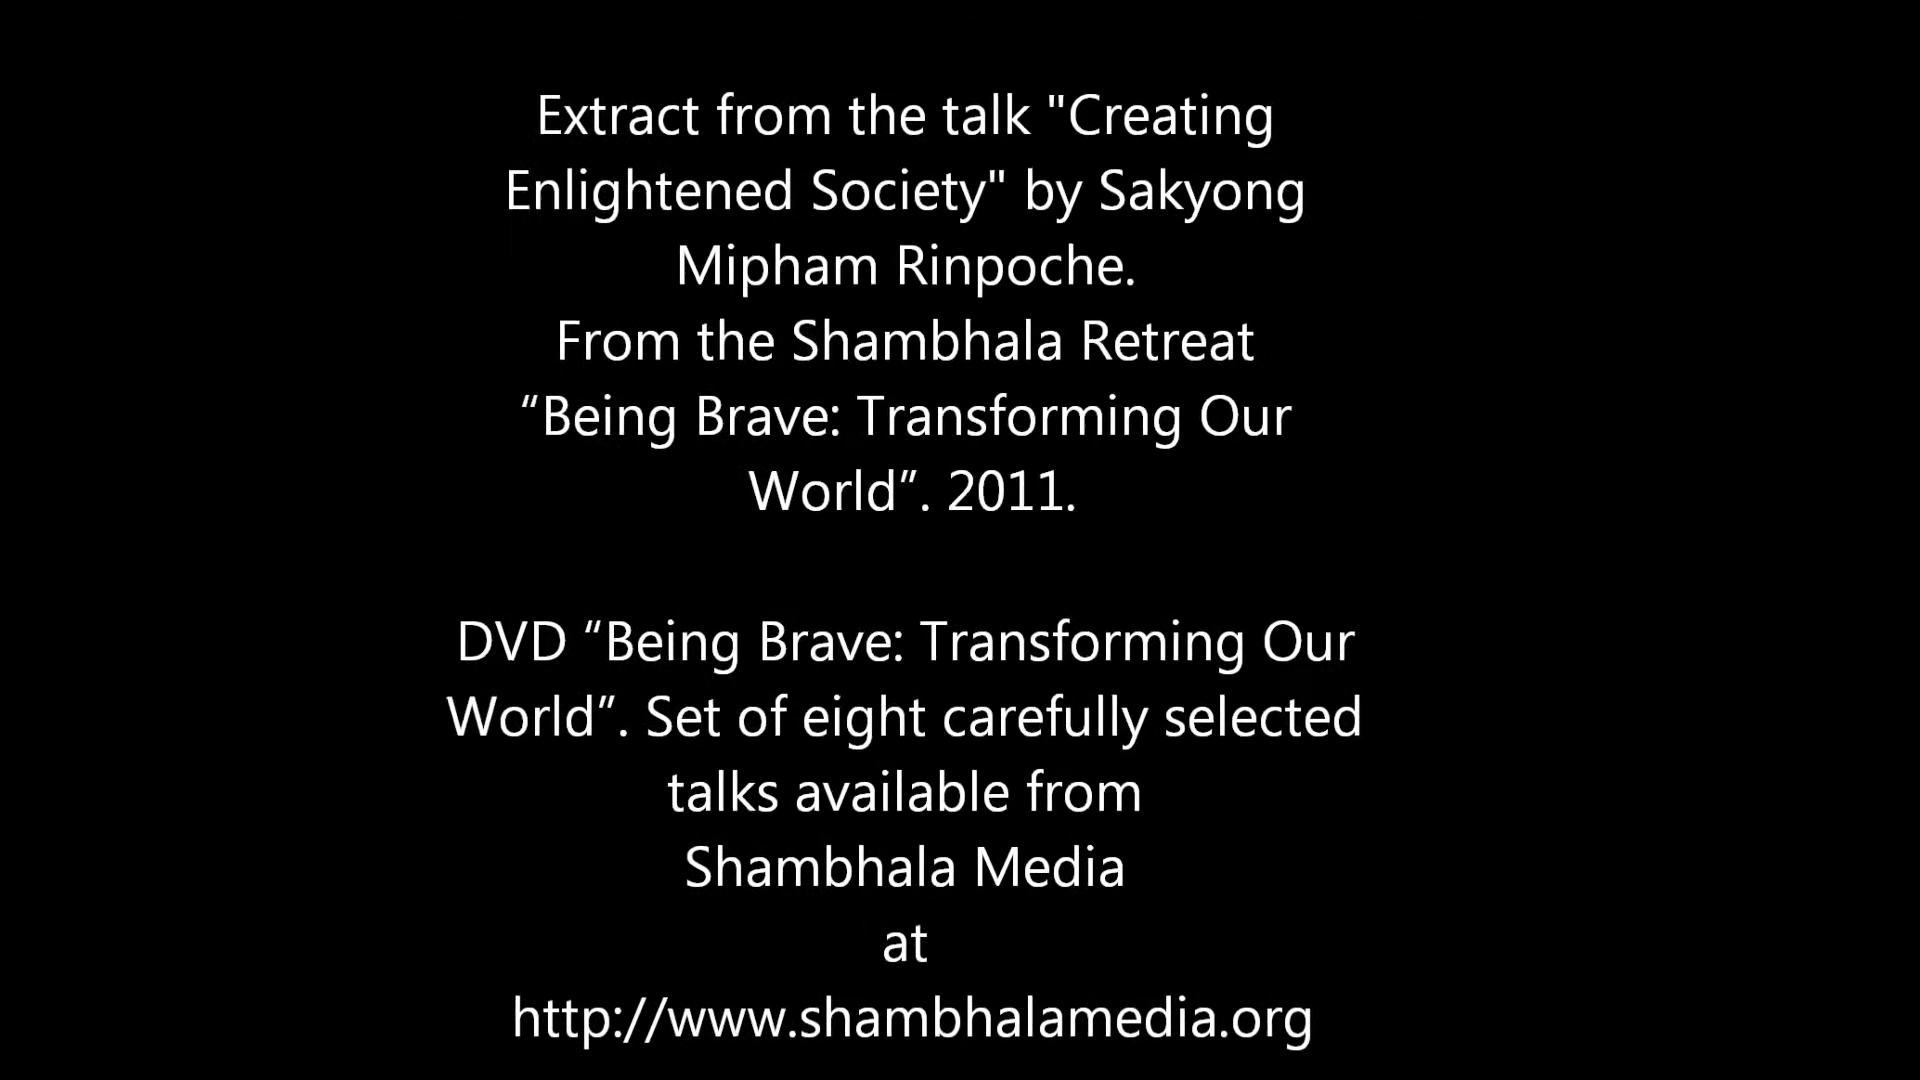 Extract from the talk "Creating
Enlightened Society" by Sakyong
Mipham Rinpoche.
From the Shambhala Retreat
“Being Brave: Transforming Our
World”. 2011.
DVD “Being Brave: Transforming Our
World”. Set of eight carefully selected
talks available from
Shambhala Media
at
http://www.shambhalamedia.org